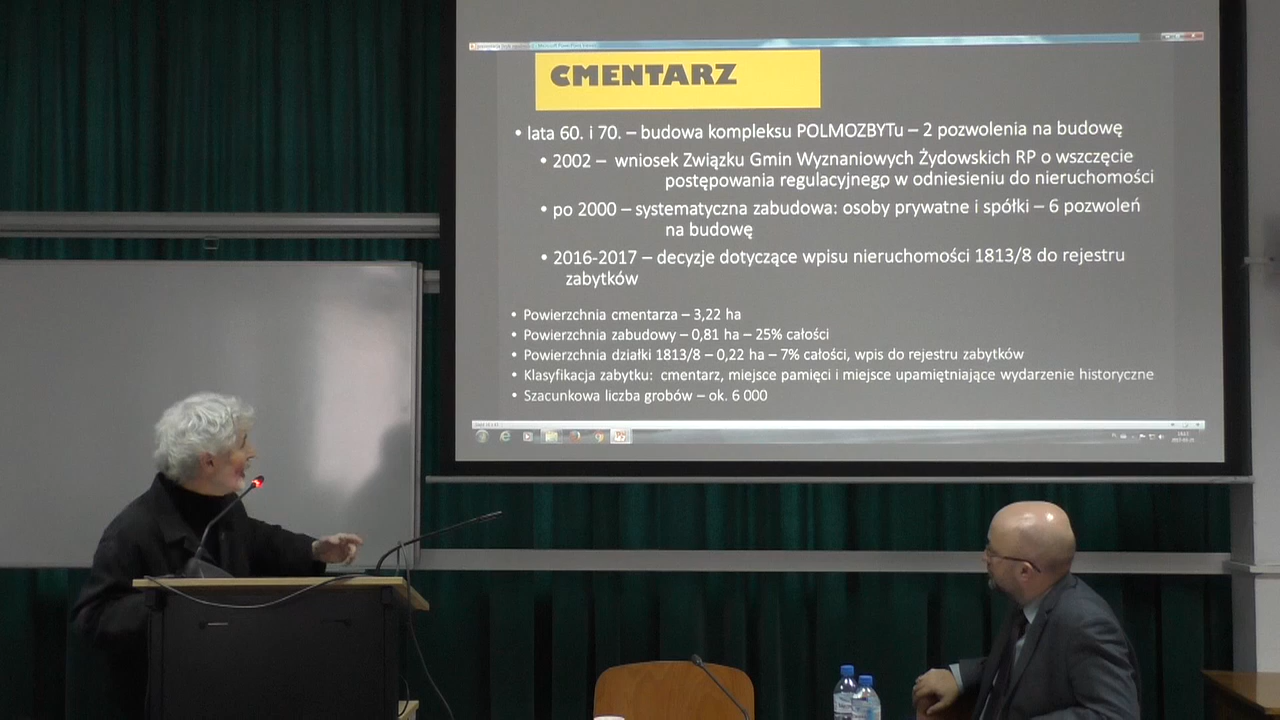 CMENTARZ
• lata 60. i 70. – budowa kompleksu POLMOZBYTu – 2 pozwolenia na budowę
• 2002 – wniosek Związku Gmin Wyznaniowych Żydowskich RP o wszczęcie
postępowania regulacyjnego w odniesieniu do nieruchomości
• po 2000 – systematyczna zabudowa: osoby prywatne i spółki – 6 pozwoleń
na budowę
• 2016-2017 – decyzje dotyczące wpisu nieruchomości 1813/8 do rejestru
zabytków
• Powierzchnia cmentarza – 3,22 ha
• Powierzchnia zabudowy – 0,81 ha – 25% całości
• Powierzchnia działki 1813/8 – 0,22 ha – 7% całości, wpis do rejestru zabytków
• Klasyfikacja zabytku: cmentarz, miejsce pamięci i miejsce upamiętniające wydarzenie historyczne
• Szacunkowa liczba grobów – ok. 6 000